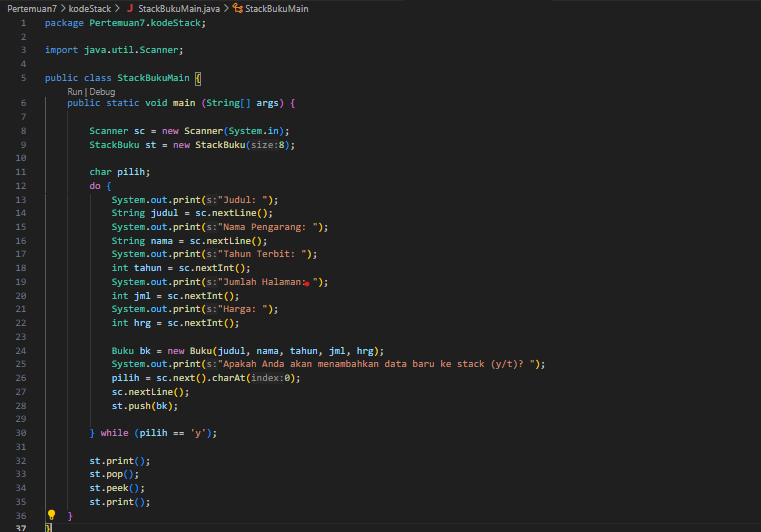 Pertemuan7 > kodeStack > J StackBukuMain.java > StackBukuMain
1 package Pertemuan7.kodeStack;
2
3 import java.util.Scanner;
4
5 public class StackBukuMain {
Run | Debug
6 public static void main (String[] args) {
7
8 Scanner sc = new Scanner(System.in);
9 StackBuku st = new StackBuku(size:8);
10
11 char pilih;
12 do {
13 System.out.print(s:"Judul: ");
14 String judul = sc.nextLine();
15 System.out.print(s:"Nama Pengarang: ");
16 String nama = sc.nextLine();
17 System.out.print(s:"Tahun Terbit: ");
18 int tahun = sc.nextInt();
19 System.out.print(s:"Jumlah Halaman: ");
20 int jml = sc.nextInt();
21 System.out.print(s:"Harga: ");
22 int hrg = sc.nextInt();
23
24 Buku bk = new Buku(judul, nama, tahun, jml, hrg);
25 System.out.print(s:"Apakah Anda akan menambahkan data baru ke stack (y/t)? ");
26 pilih = sc.next().charAt(index:0);
27 sc.nextLine();
28 st.push(bk);
29
30 } while (pilih == 'y');
31
32 st.print();
33 st.pop();
34 st.peek();
35 st.print();
36 }
37 }